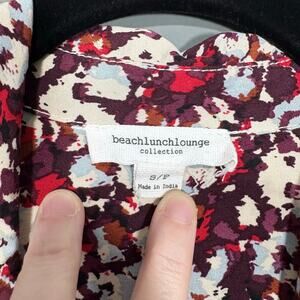 beachlunchlounge
collection
S/P
Made in India